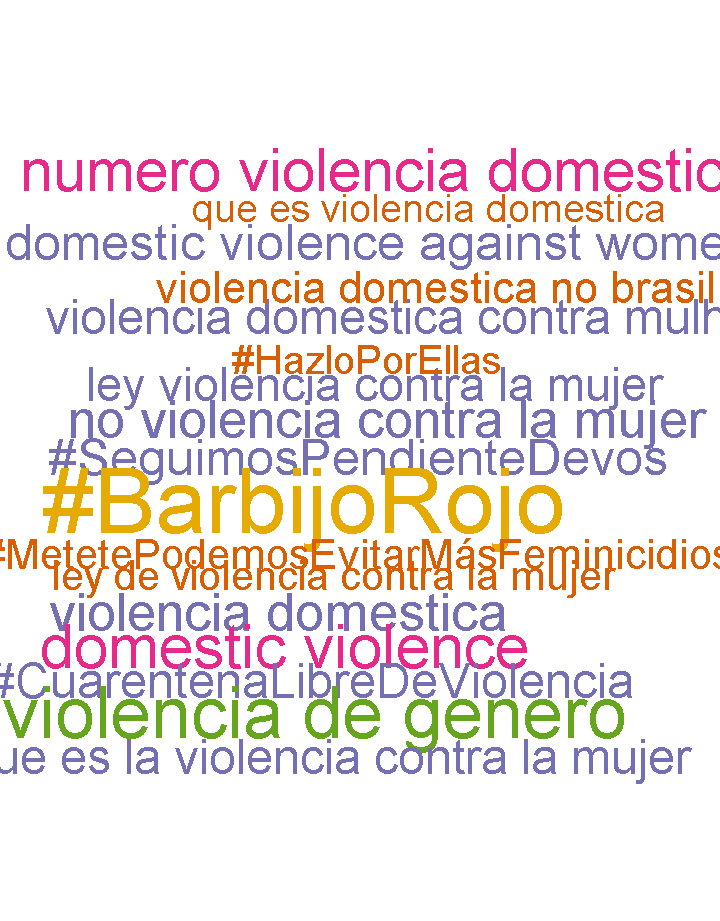 numero violencia domestic
que es violencia domestica
domestic violence against wome
violencia domestica no brasil
violencia domestica contra mulh
#HazloPorEllas
ley violencia contra la mujer
no violencia contra la mujer
#SeguimosPendienteDevos
#BarbijoRojo
#MetetePodemosEvitarMásFeminicidios
ley de violencia contra la mujer
violencia domestica
domestic violence
#CuarentenaLibreDeViolencia
violencia de genero
ue es la violencia contra la mujer